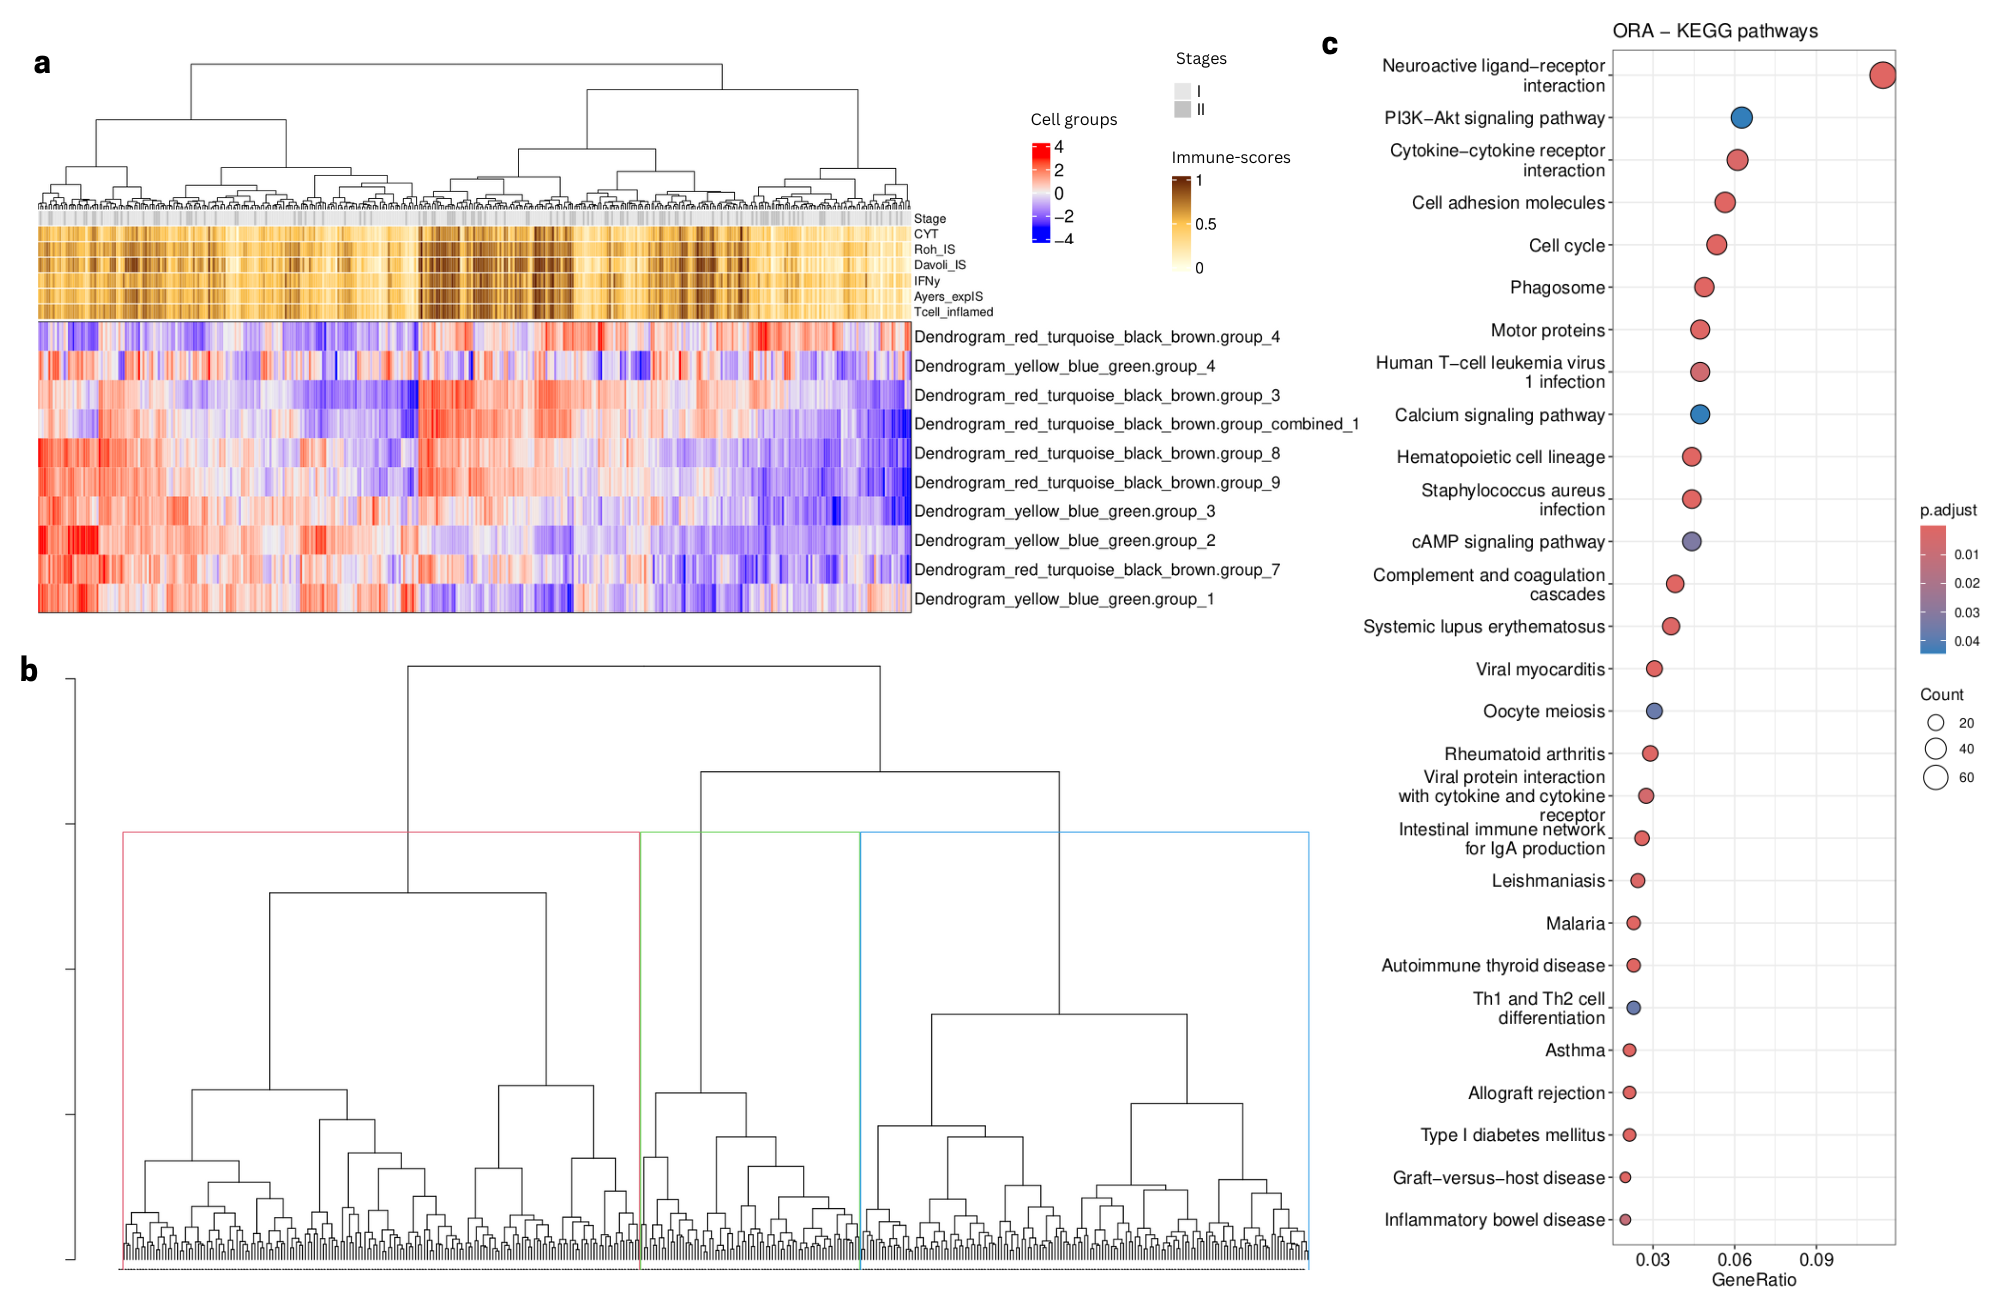 a
Stages
I
II
Cell groups
4
2
0
−2
−4
Immune-scores
1
0.5
0
Stage
CYT
Roh_IS
Davoli_IS
IFNy
Ayers_expIS
Tcell_inflamed
Dendrogram_red_turquoise_black_brown.group_4
Dendrogram_yellow_blue_green.group_4
Dendrogram_red_turquoise_black_brown.group_3
Dendrogram_red_turquoise_black_brown.group_combined_1
Dendrogram_red_turquoise_black_brown.group_8
Dendrogram_red_turquoise_black_brown.group_9
Dendrogram_yellow_blue_green.group_3
Dendrogram_yellow_blue_green.group_2
Dendrogram_red_turquoise_black_brown.group_7
Dendrogram_yellow_blue_green.group_1
b
c
ORA − KEGG pathways
Neuroactive ligand−receptor
interaction
PI3K−Akt signaling pathway
Cytokine−cytokine receptor
interaction
Cell adhesion molecules
Cell cycle
Phagosome
Motor proteins
Human T−cell leukemia virus
1 infection
Calcium signaling pathway
Hematopoietic cell lineage
Staphylococcus aureus
infection
cAMP signaling pathway
Complement and coagulation
cascades
Systemic lupus erythematosus
Viral myocarditis
Oocyte meiosis
Rheumatoid arthritis
Viral protein interaction
with cytokine and cytokine
receptor
Intestinal immune network
for IgA production
Leishmaniasis
Malaria
Autoimmune thyroid disease
Th1 and Th2 cell
differentiation
Asthma
Allograft rejection
Type I diabetes mellitus
Graft−versus−host disease
Inflammatory bowel disease
0.03 0.06 0.09
GeneRatio
p.adjust
0.01
0.02
0.03
0.04
Count
20
40
60